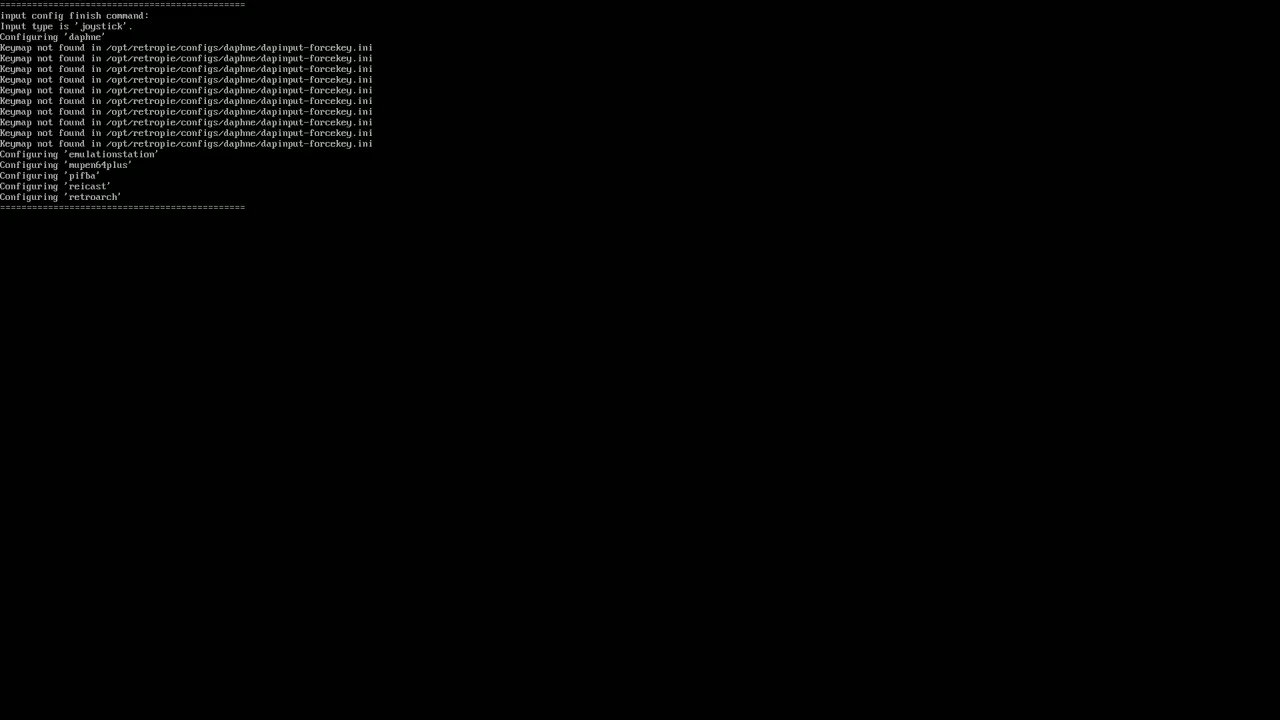 ==============================================
input config finish command:
Input type is 'joystick'.
Configuring 'daphne'
Keymap not found in /opt/retropie/configs/daphne/dapinput-forcekey.ini
Keymap not found in /opt/retropie/configs/daphne/dapinput-forcekey.ini
Keymap not found in /opt/retropie/configs/daphne/dapinput-forcekey.ini
Keymap not found in /opt/retropie/configs/daphne/dapinput-forcekey.ini
Keymap not found in /opt/retropie/configs/daphne/dapinput-forcekey.ini
Keymap not found in /opt/retropie/configs/daphne/dapinput-forcekey.ini
Keymap not found in /opt/retropie/configs/daphne/dapinput-forcekey.ini
Keymap not found in /opt/retropie/configs/daphne/dapinput-forcekey.ini
Keymap not found in /opt/retropie/configs/daphne/dapinput-forcekey.ini
Keymap not found in /opt/retropie/configs/daphne/dapinput-forcekey.ini
Configuring 'emulationstation'
Configuring 'mupen64plus'
Configuring 'pifba'
Configuring 'reicast'
Configuring 'retroarch'
==============================================